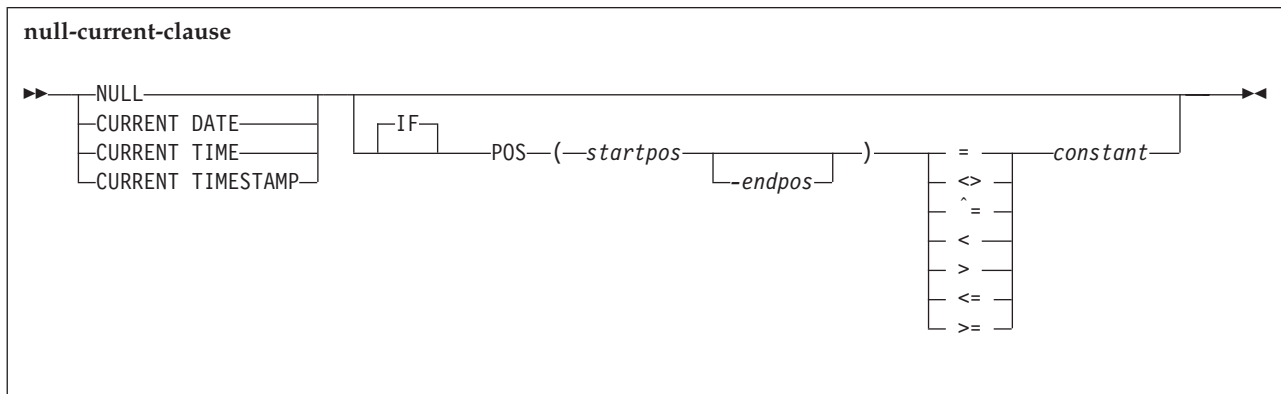 null-current-clause
NULL
CURRENT DATE
CURRENT TIME
CURRENT TIMESTAMP
IF
POS ( startpos -endpos ) = constant
<>
ˆ=
<
>
<=
>=